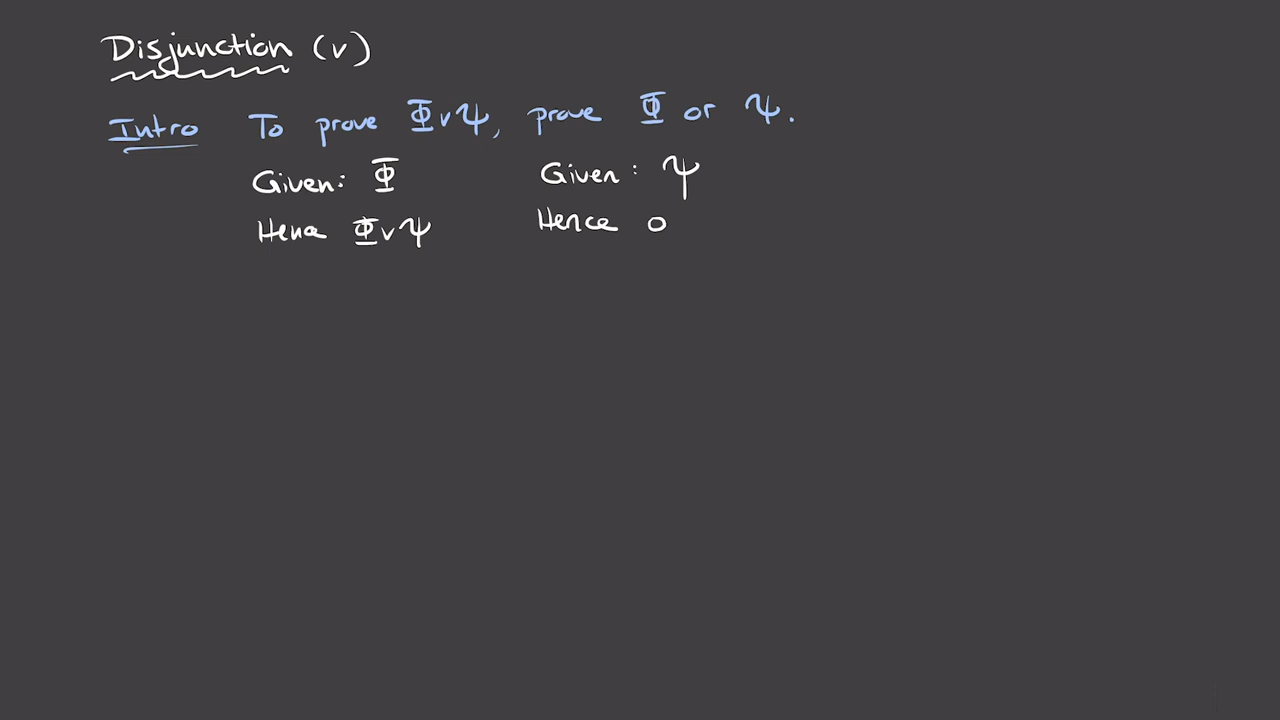 Disjunction (∨)
Intro To prove Φ∨Ψ, prove Φ or Ψ.
Given: Φ Given: Ψ
Hence Φ∨Ψ Hence